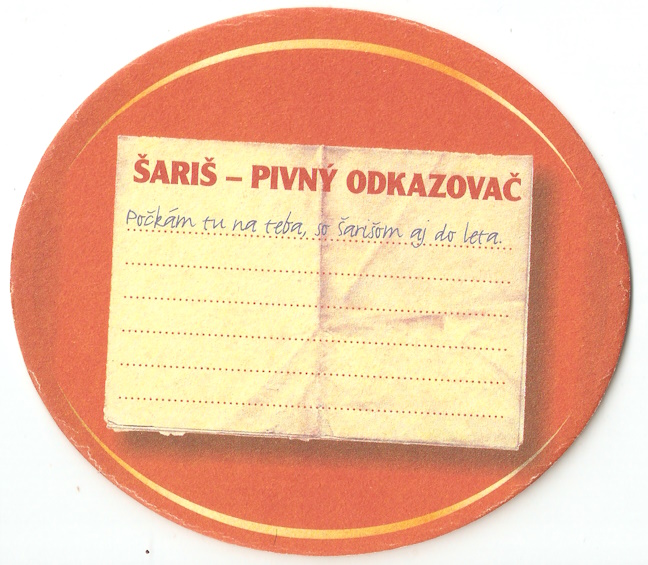 ŠARIŠ – PIVNÝ ODKAZOVAČ
Počkám tu na teba, so šarišom aj do leta.